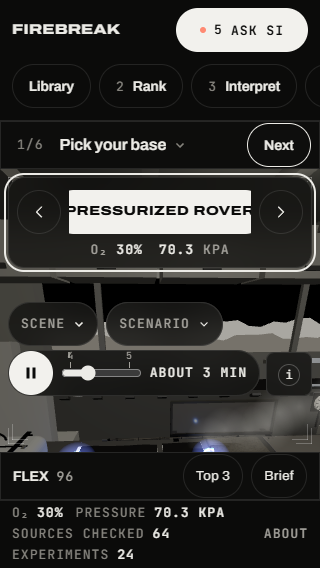 FIREBREAK
5 ASK SI
Library
2 Rank
3 Interpret
1/6 Pick your base
Next
PRESSURIZED ROVER
O₂ 30% 70.3 KPA
SCENE
SCENARIO
5
ABOUT 3 MIN
i
FLEX 96
Top 3
Brief
O₂ 30% PRESSURE 70.3 KPA
SOURCES CHECKED 64
ABOUT
EXPERIMENTS 24